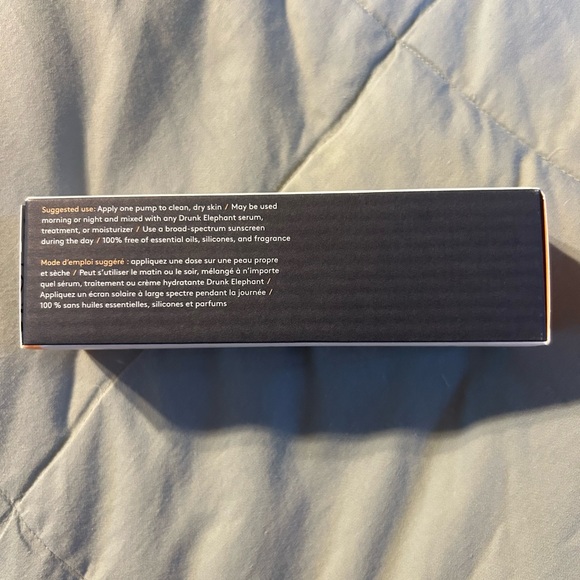 Suggested use: Apply one pump to clean, dry skin / May be used
morning or night and mixed with any Drunk Elephant serum,
treatment, or moisturizer / Use a broad-spectrum sunscreen
during the day / 100% free of essential oils, silicones, and fragrance
Mode d'emploi suggéré : appliquez une dose sur une peau propre
et sèche / Peut s'utiliser le matin ou le soir, mélangé à n'importe
quel sérum, traitement ou crème hydratante Drunk Elephant /
Appliquez un écran solaire à large spectre pendant la journée /
100 % sans huiles essentielles, silicones et parfums